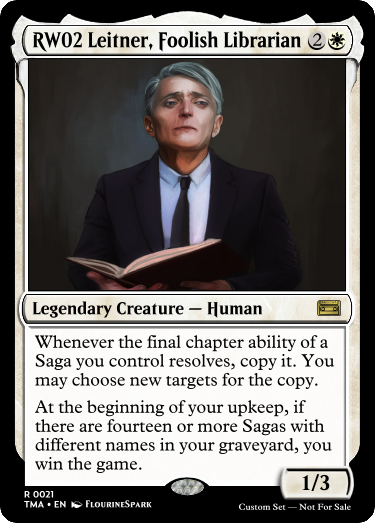 RW02 Leitner, Foolish Librarian 2
Legendary Creature — Human
Whenever the final chapter ability of a
Saga you control resolves, copy it. You
may choose new targets for the copy.
At the beginning of your upkeep, if
there are fourteen or more Sagas with
different names in your graveyard, you
win the game.
1/3
R 0021
TMA • EN FlourineSpark
Custom Set — Not For Sale